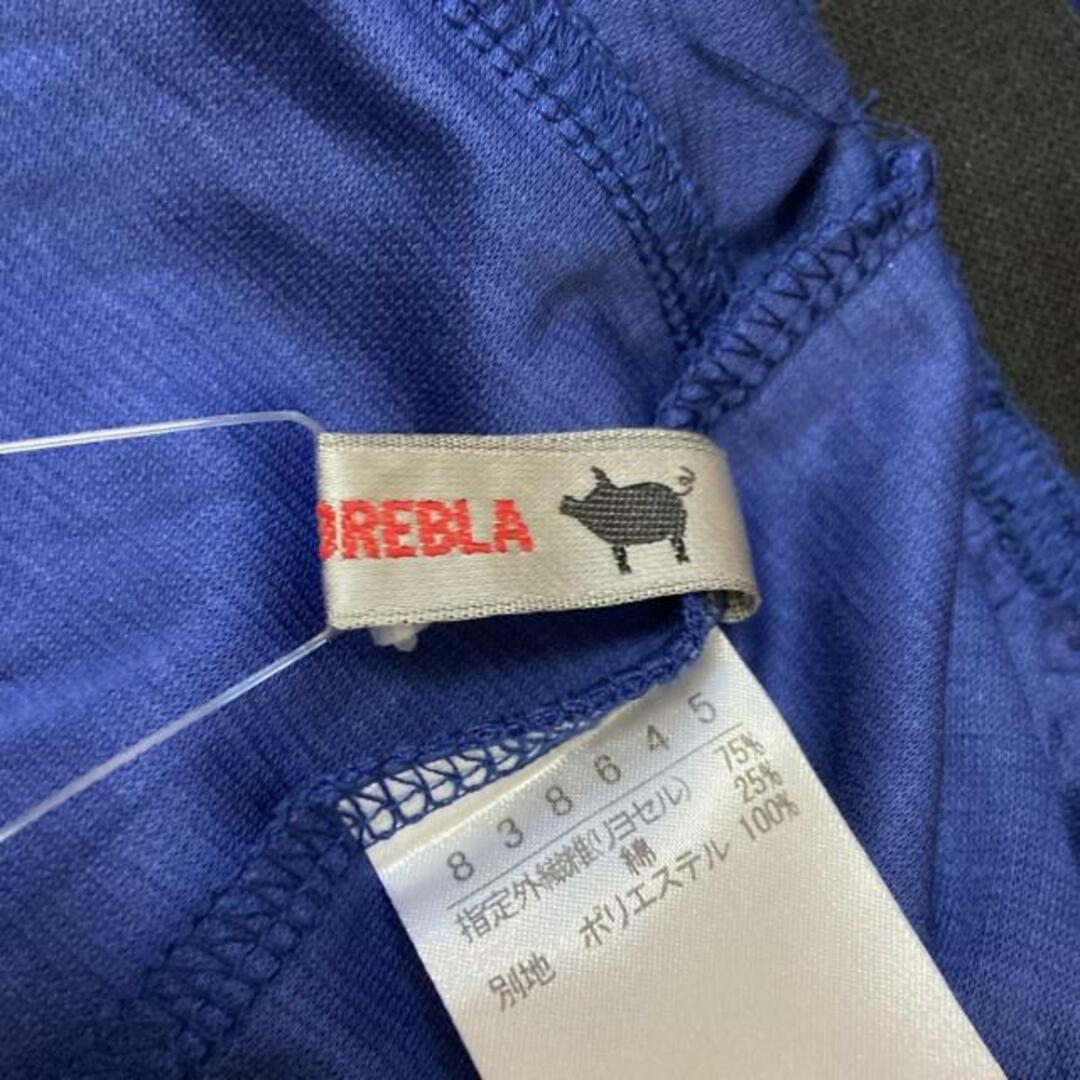 OREBLA
8 3 8 6 4 5
指定外繊維(リヨセル) 75%
綿 25%
別地 ポリエステル 100%